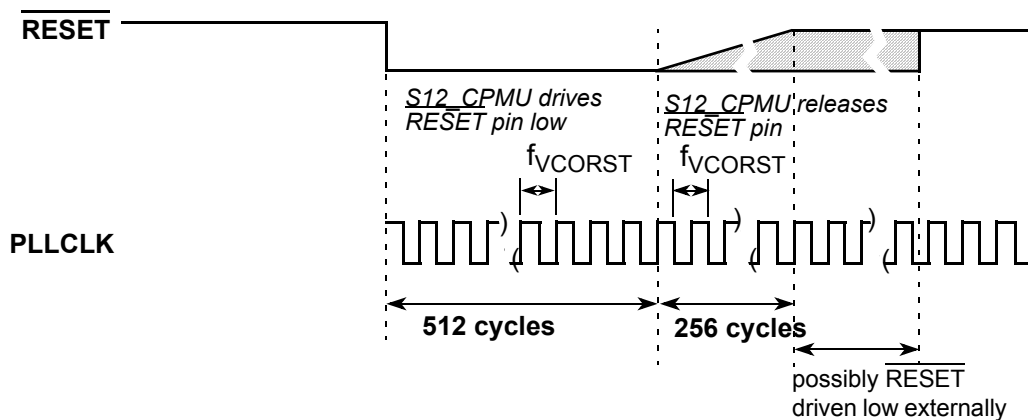 RESET
S12_CPMU drives
RESET pin low
S12_CPMU releases
RESET pin
fVCORST
fVCORST
PLLCLK
) ( ) ( ) (
512 cycles
256 cycles
possibly RESET
driven low externally